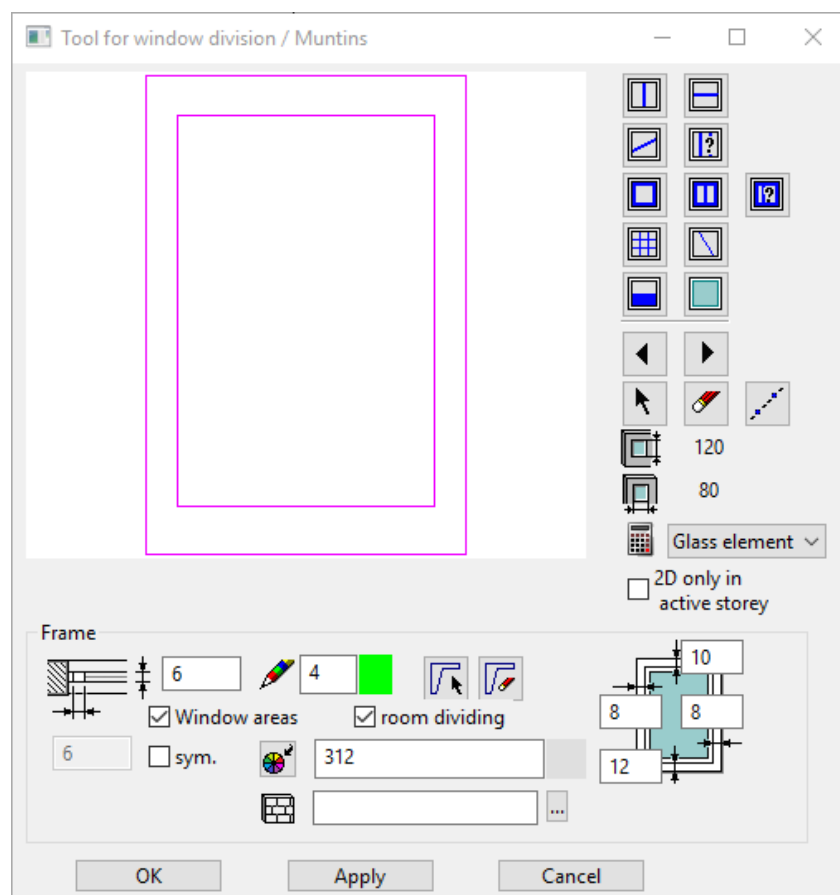 Tool for window division / Muntins
?
?
120
80
Glass element
2D only in
active storey
Frame
6
4
10
Window areas
room dividing
8
8
6
sym.
312
12
...
OK
Apply
Cancel